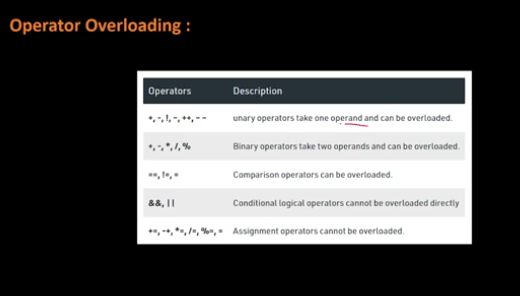 Operator Overloading :
Operators Description
+, -, !, ~, ++, -- unary operators take one operand and can be overloaded.
+, -, *, /, % Binary operators take two operands and can be overloaded.
==, !=, = Comparison operators can be overloaded.
&&, || Conditional logical operators cannot be overloaded directly
+=, -+, *=, /=, %=, = Assignment operators cannot be overloaded.